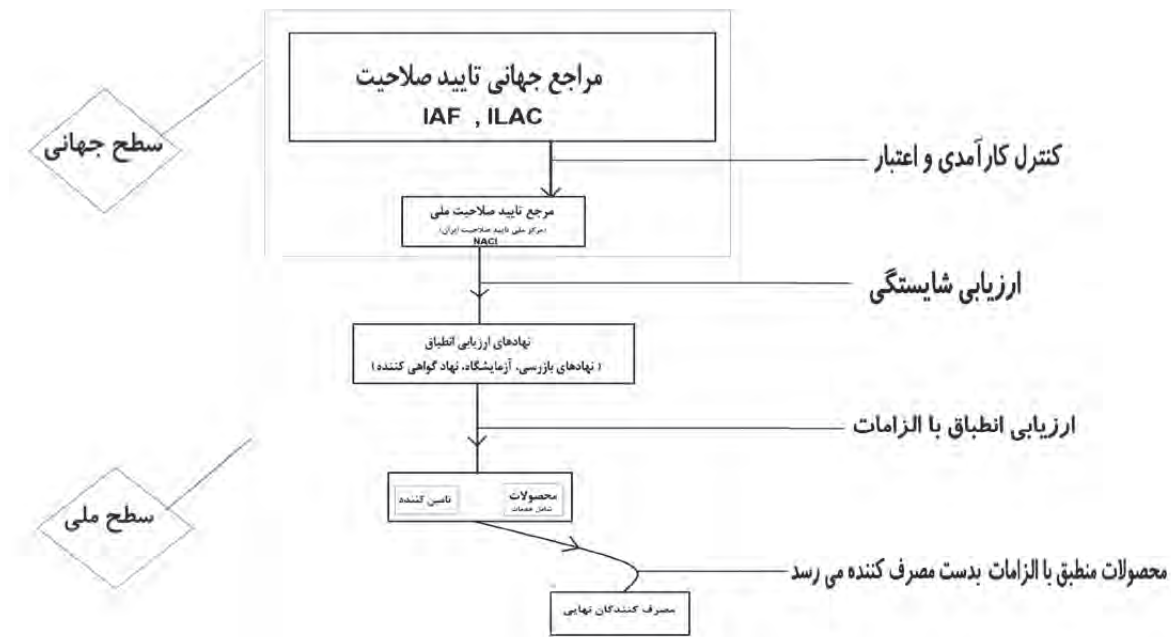 مراجع جهانی تایید صلاحیت
IAF , ILAC
سطح جهانی
کنترل کارآمدی و اعتبار
مرجع تایید صلاحیت ملی
(مرکز ملی تایید صلاحیت ایران)
NACI
ارزیابی شایستگی
نهادهای ارزیابی انطباق
( نهادهای بازرسی، آزمایشگاه، نهاد گواهی کننده)
ارزیابی انطباق با الزامات
محصولات
شامل خدمات
تامین کننده
سطح ملی
محصولات منطبق با الزامات بدست مصرف کننده می رسد
مصرف کنندگان نهایی